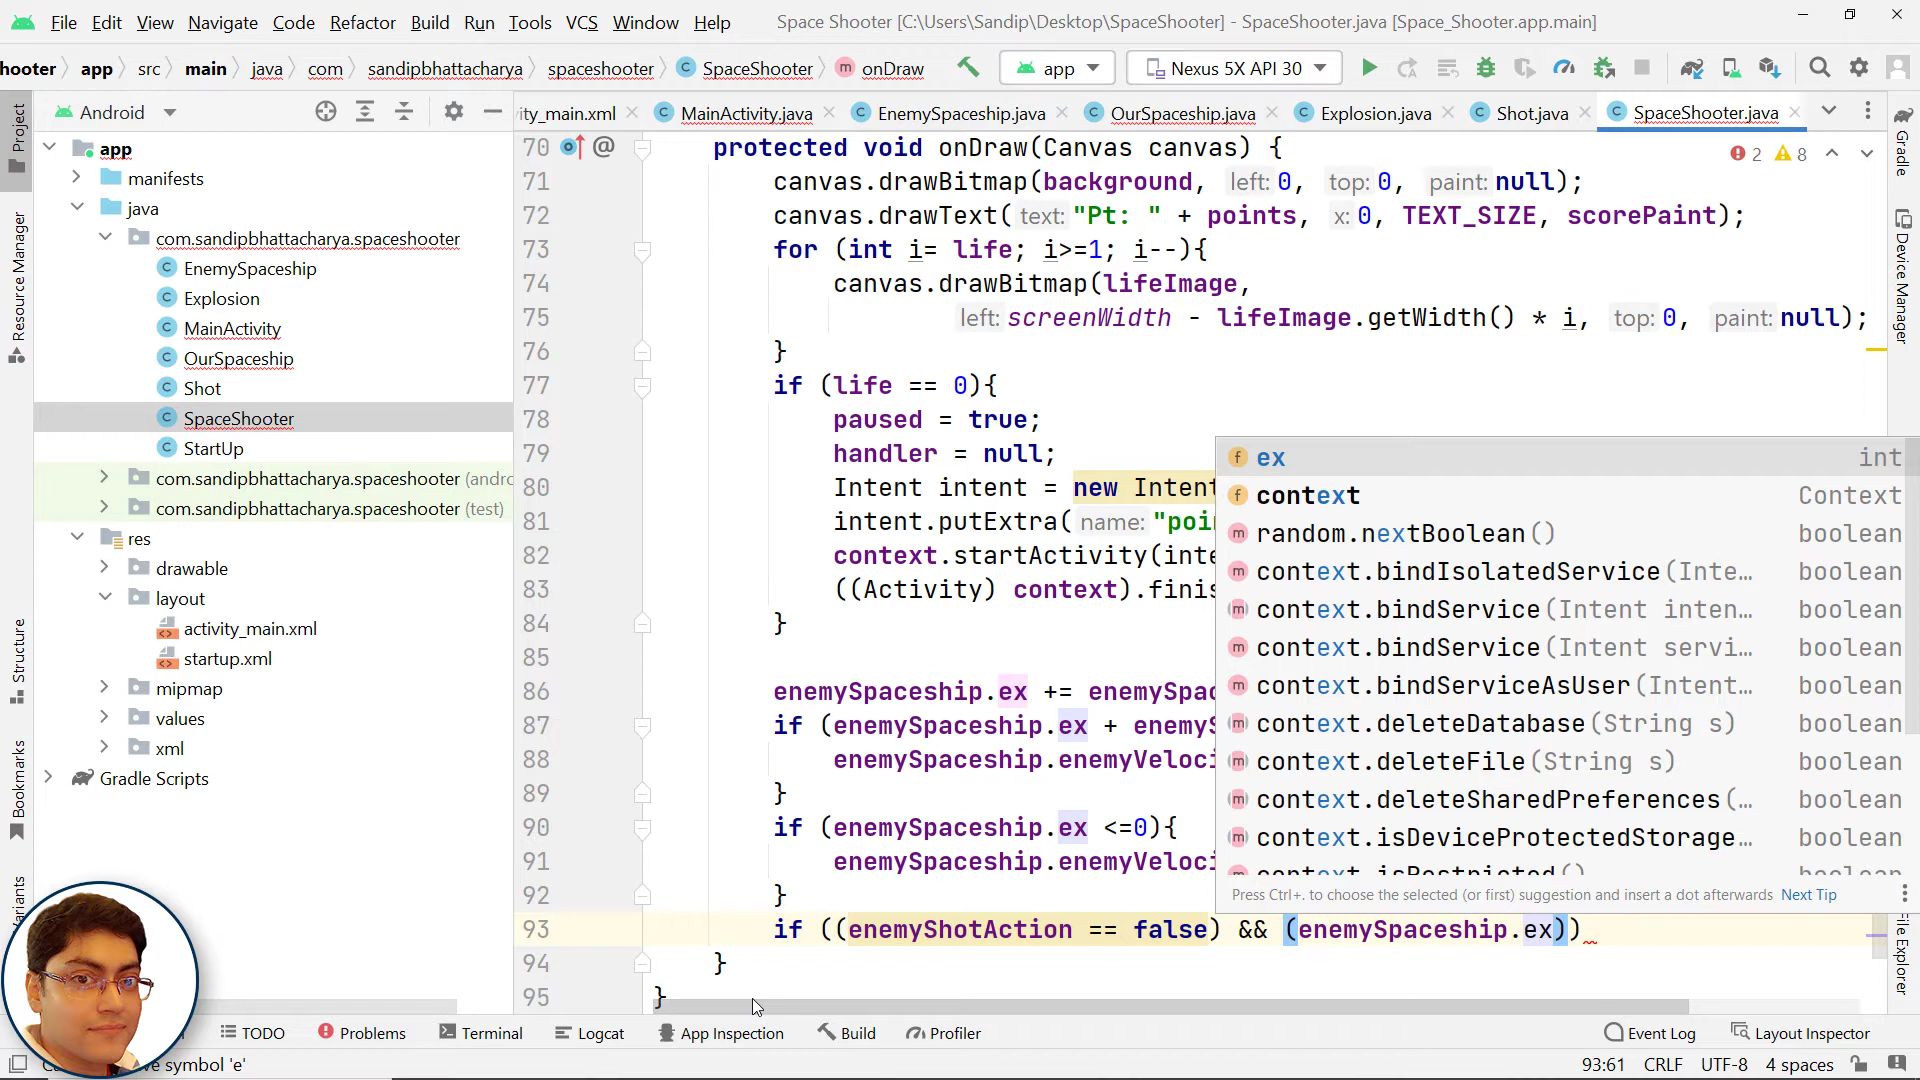 File Edit View Navigate Code Refactor Build Run Tools VCS Window Help Space Shooter [C:\Users\Sandip\Desktop\SpaceShooter] - SpaceShooter.java [Space_Shooter.app.main]
hooter app src main java com sandipbhattacharya spaceshooter SpaceShooter onDraw app Nexus 5X API 30
Android ity_main.xml MainActivity.java EnemySpaceship.java OurSpaceship.java Explosion.java Shot.java SpaceShooter.java
Project
Resource Manager
Structure
Bookmarks
app
manifests
java
com.sandipbhattacharya.spaceshooter
EnemySpaceship
Explosion
MainActivity
OurSpaceship
Shot
SpaceShooter
StartUp
com.sandipbhattacharya.spaceshooter (andro
com.sandipbhattacharya.spaceshooter (test)
res
drawable
layout
activity_main.xml
startup.xml
mipmap
values
xml
Gradle Scripts
2 8
70 @ protected void onDraw(Canvas canvas) {
71 canvas.drawBitmap(background, left: 0, top: 0, paint: null);
72 canvas.drawText( text: "Pt: " + points, x: 0, TEXT_SIZE, scorePaint);
73 for (int i= life; i>=1; i--){
74 canvas.drawBitmap(lifeImage,
75 left: screenWidth - lifeImage.getWidth() * i, top: 0, paint: null);
76 }
77 if (life == 0){
78 paused = true;
79 handler = null;
80 Intent intent = new Intent
81 intent.putExtra( name: "poi
82 context.startActivity(inte
83 ((Activity) context).finis
84 }
85
86 enemySpaceship.ex += enemySpac
87 if (enemySpaceship.ex + enemyS
88 enemySpaceship.enemyVeloci
89 }
90 if (enemySpaceship.ex <=0){
91 enemySpaceship.enemyVeloci
92 }
93 if ((enemyShotAction == false) && (enemySpaceship.ex))
94 }
95 }
ex int
context Context
random.nextBoolean() boolean
context.bindIsolatedService(Inte… boolean
context.bindService(Intent inten… boolean
context.bindService(Intent servi… boolean
context.bindServiceAsUser(Intent… boolean
context.deleteDatabase(String s) boolean
context.deleteFile(String s) boolean
context.deleteSharedPreferences(… boolean
context.isDeviceProtectedStorage… boolean
context.isRestricted() boolean
Press Ctrl+. to choose the selected (or first) suggestion and insert a dot afterwards Next Tip
Gradle
Device Manager
File Explorer
TODO Problems Terminal Logcat App Inspection Build Profiler Event Log Layout Inspector
ve symbol 'e' 93:61 CRLF UTF-8 4 spaces